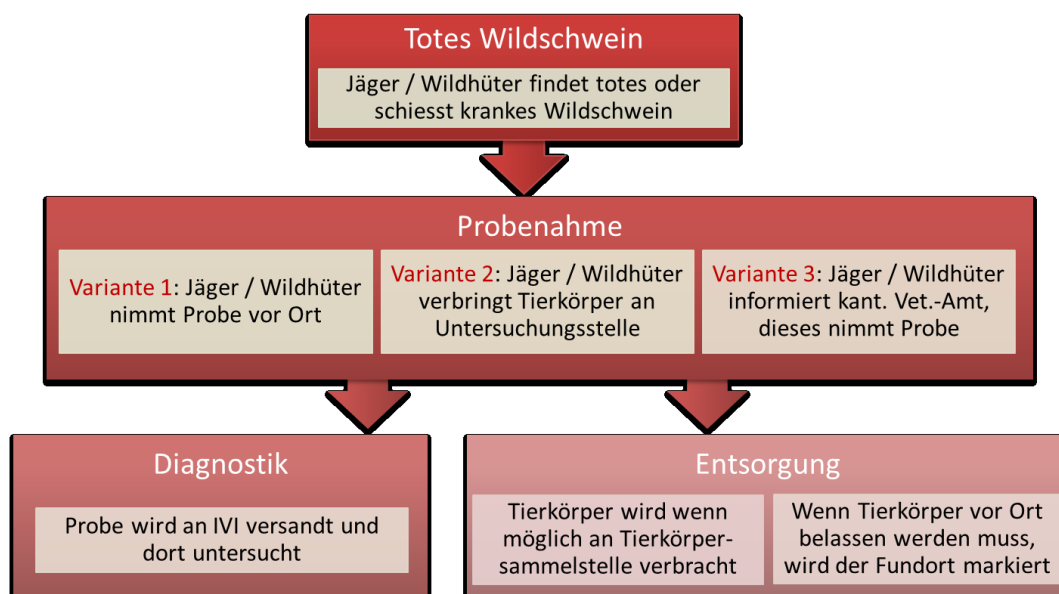 Totes Wildschwein
Jäger / Wildhüter findet totes oder
schiesst krankes Wildschwein
Probenahme
Variante 1: Jäger / Wildhüter
nimmt Probe vor Ort
Variante 2: Jäger / Wildhüter
verbringt Tierkörper an
Untersuchungsstelle
Variante 3: Jäger / Wildhüter
informiert kant. Vet.-Amt,
dieses nimmt Probe
Diagnostik
Probe wird an IVI versandt und
dort untersucht
Entsorgung
Tierkörper wird wenn
möglich an Tierkörper-
sammelstelle verbracht
Wenn Tierkörper vor Ort
belassen werden muss,
wird der Fundort markiert